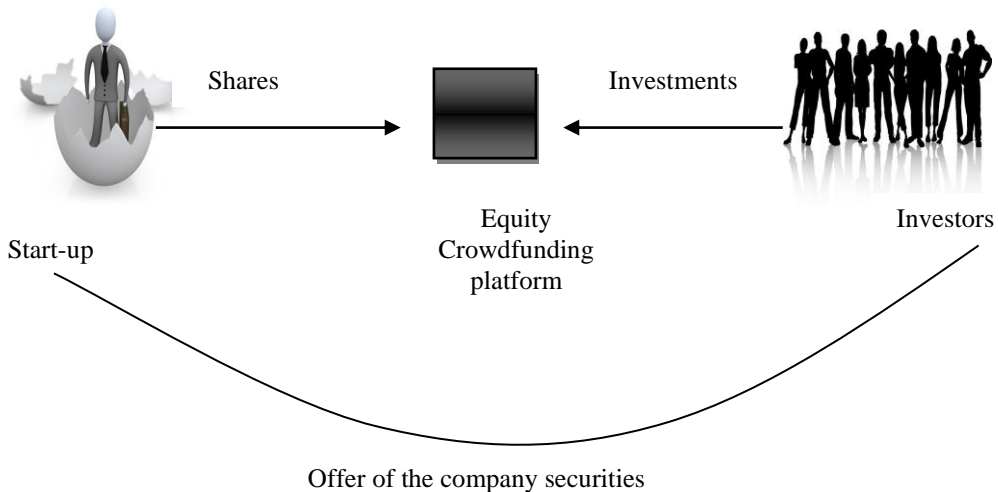 Shares
Investments
Start-up
Equity
Crowdfunding
platform
Investors
Offer of the company securities